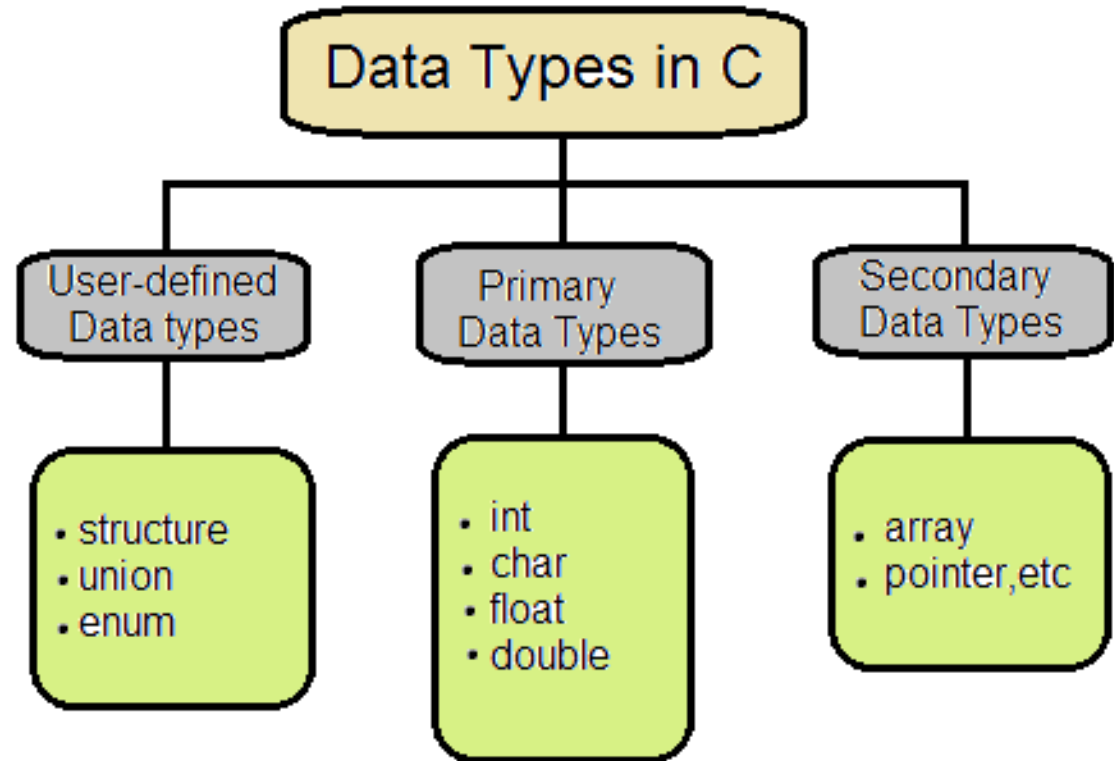 Data Types in C
User-defined
Data types
• structure
• union
• enum
Primary
Data Types
• int
• char
• float
• double
Secondary
Data Types
• array
• pointer,etc